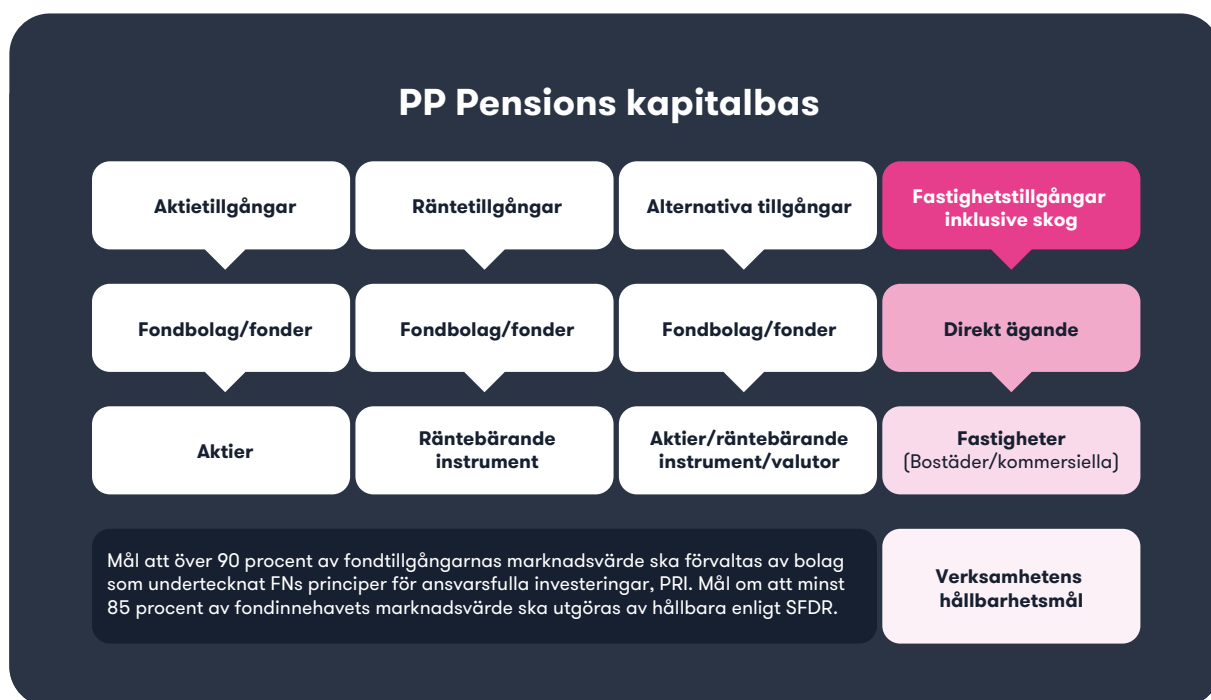 PP Pensions kapitalbas
Aktietillgångar
Räntetillgångar
Alternativa tillgångar
Fastighetstillgångar
inklusive skog
Fondbolag/fonder
Fondbolag/fonder
Fondbolag/fonder
Direkt ägande
Aktier
Räntebärande
instrument
Aktier/räntebärande
instrument/valutor
Fastigheter
(Bostäder/kommersiella)
Mål att över 90 procent av fondtillgångarnas marknadsvärde ska förvaltas av bolag
som undertecknat FNs principer för ansvarsfulla investeringar, PRI. Mål om att minst
85 procent av fondinnehavets marknadsvärde ska utgöras av hållbara enligt SFDR.
Verksamhetens
hållbarhetsmål